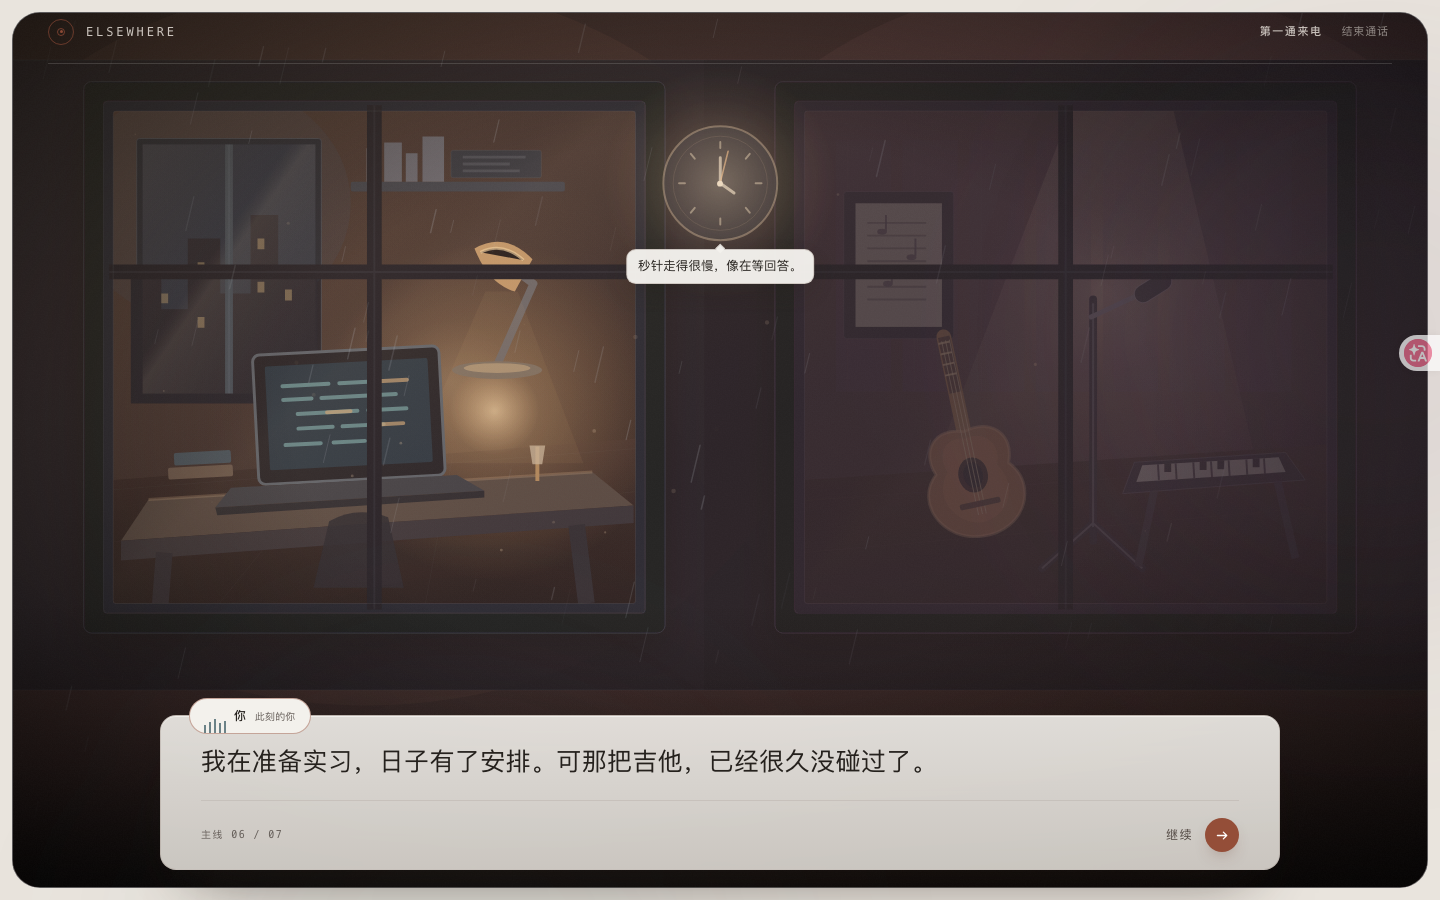 ELSEWHERE
第一通来电 结束通话
秒针走得很慢，像在等回答。
你 此刻的你
我在准备实习，日子有了安排。可那把吉他，已经很久没碰过了。
主线 06 / 07
继续